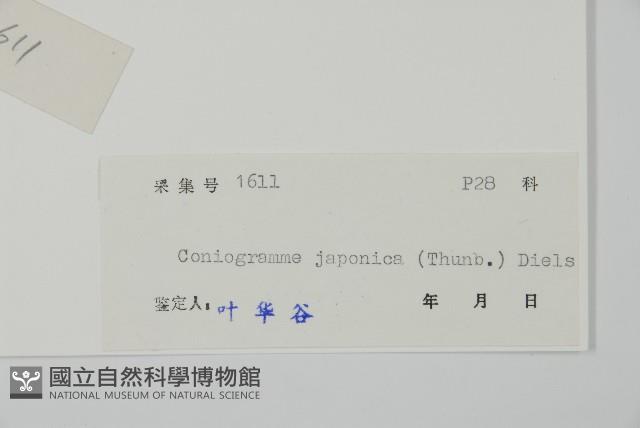 611
采集号 1611 P28 科
Coniogramme japonica (Thunb.) Diels
鉴定人: 叶华谷 年 月 日
國立自然科學博物館
NATIONAL MUSEUM OF NATURAL SCIENCE